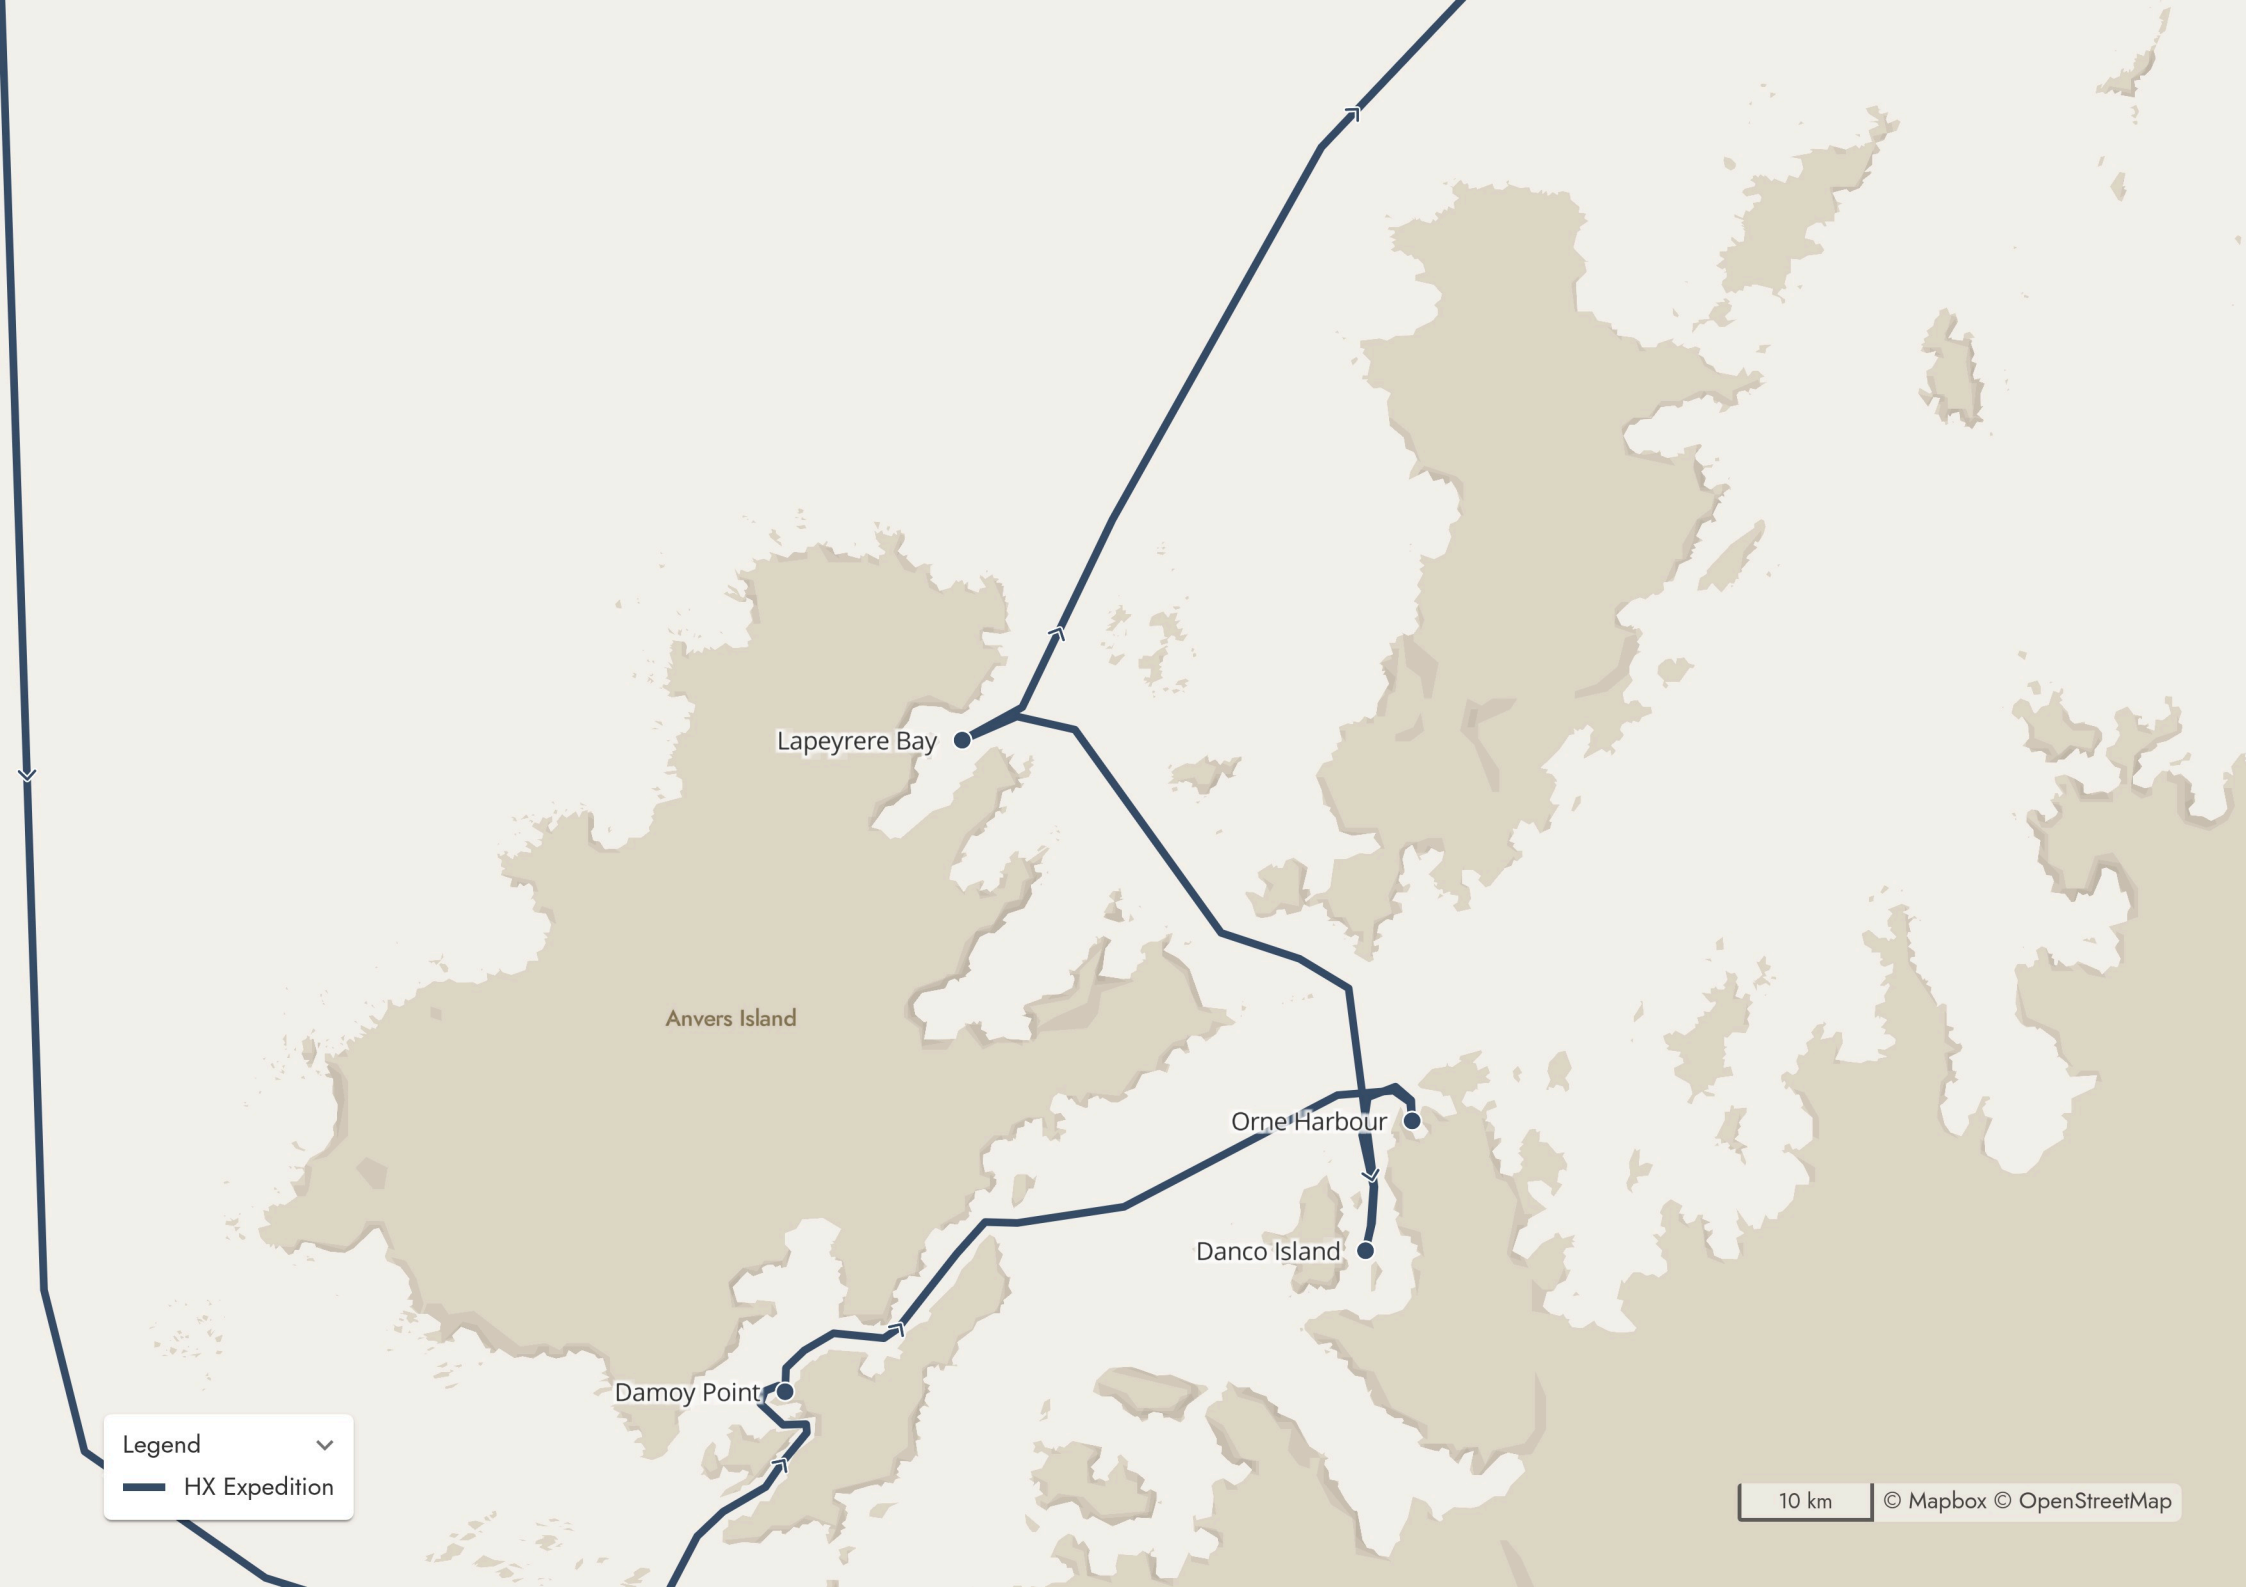 Lapeyrere Bay
Anvers Island
Orne Harbour
Danco Island
Damoy Point
Legend
HX Expedition
10 km
© Mapbox © OpenStreetMap